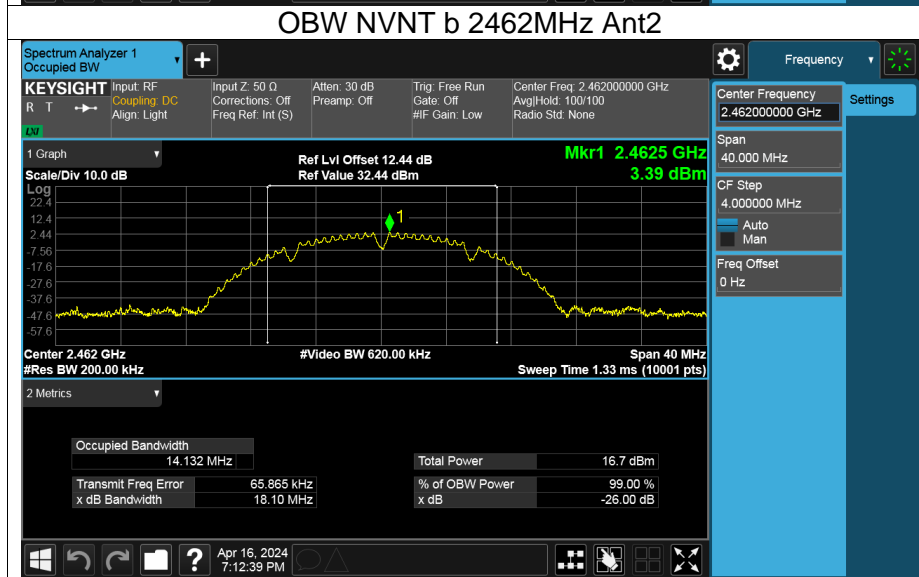 OBW NVNT b 2462MHz Ant2
Spectrum Analyzer 1
Occupied BW
+
Frequency
KEYSIGHT
R T
LXI
Input: RF
Coupling: DC
Align: Light
Input Z: 50 Ω
Corrections: Off
Freq Ref: Int (S)
Atten: 30 dB
Preamp: Off
Trig: Free Run
Gate: Off
#IF Gain: Low
Center Freq: 2.462000000 GHz
Avg|Hold: 100/100
Radio Std: None
Center Frequency
2.462000000 GHz
Settings
Span
40.000 MHz
CF Step
4.000000 MHz
Auto
Man
Freq Offset
0 Hz
1 Graph
Scale/Div 10.0 dB
Ref Lvl Offset 12.44 dB
Ref Value 32.44 dBm
Mkr1 2.4625 GHz
3.39 dBm
Log
22.4
12.4
2.44
-7.56
-17.6
-27.6
-37.6
-47.6
-57.6
1
Center 2.462 GHz
#Res BW 200.00 kHz
#Video BW 620.00 kHz
Span 40 MHz
Sweep Time 1.33 ms (10001 pts)
2 Metrics
Occupied Bandwidth
14.132 MHz
Transmit Freq Error 65.865 kHz
x dB Bandwidth 18.10 MHz
Total Power 16.7 dBm
% of OBW Power 99.00 %
x dB -26.00 dB
?
Apr 16, 2024
7:12:39 PM